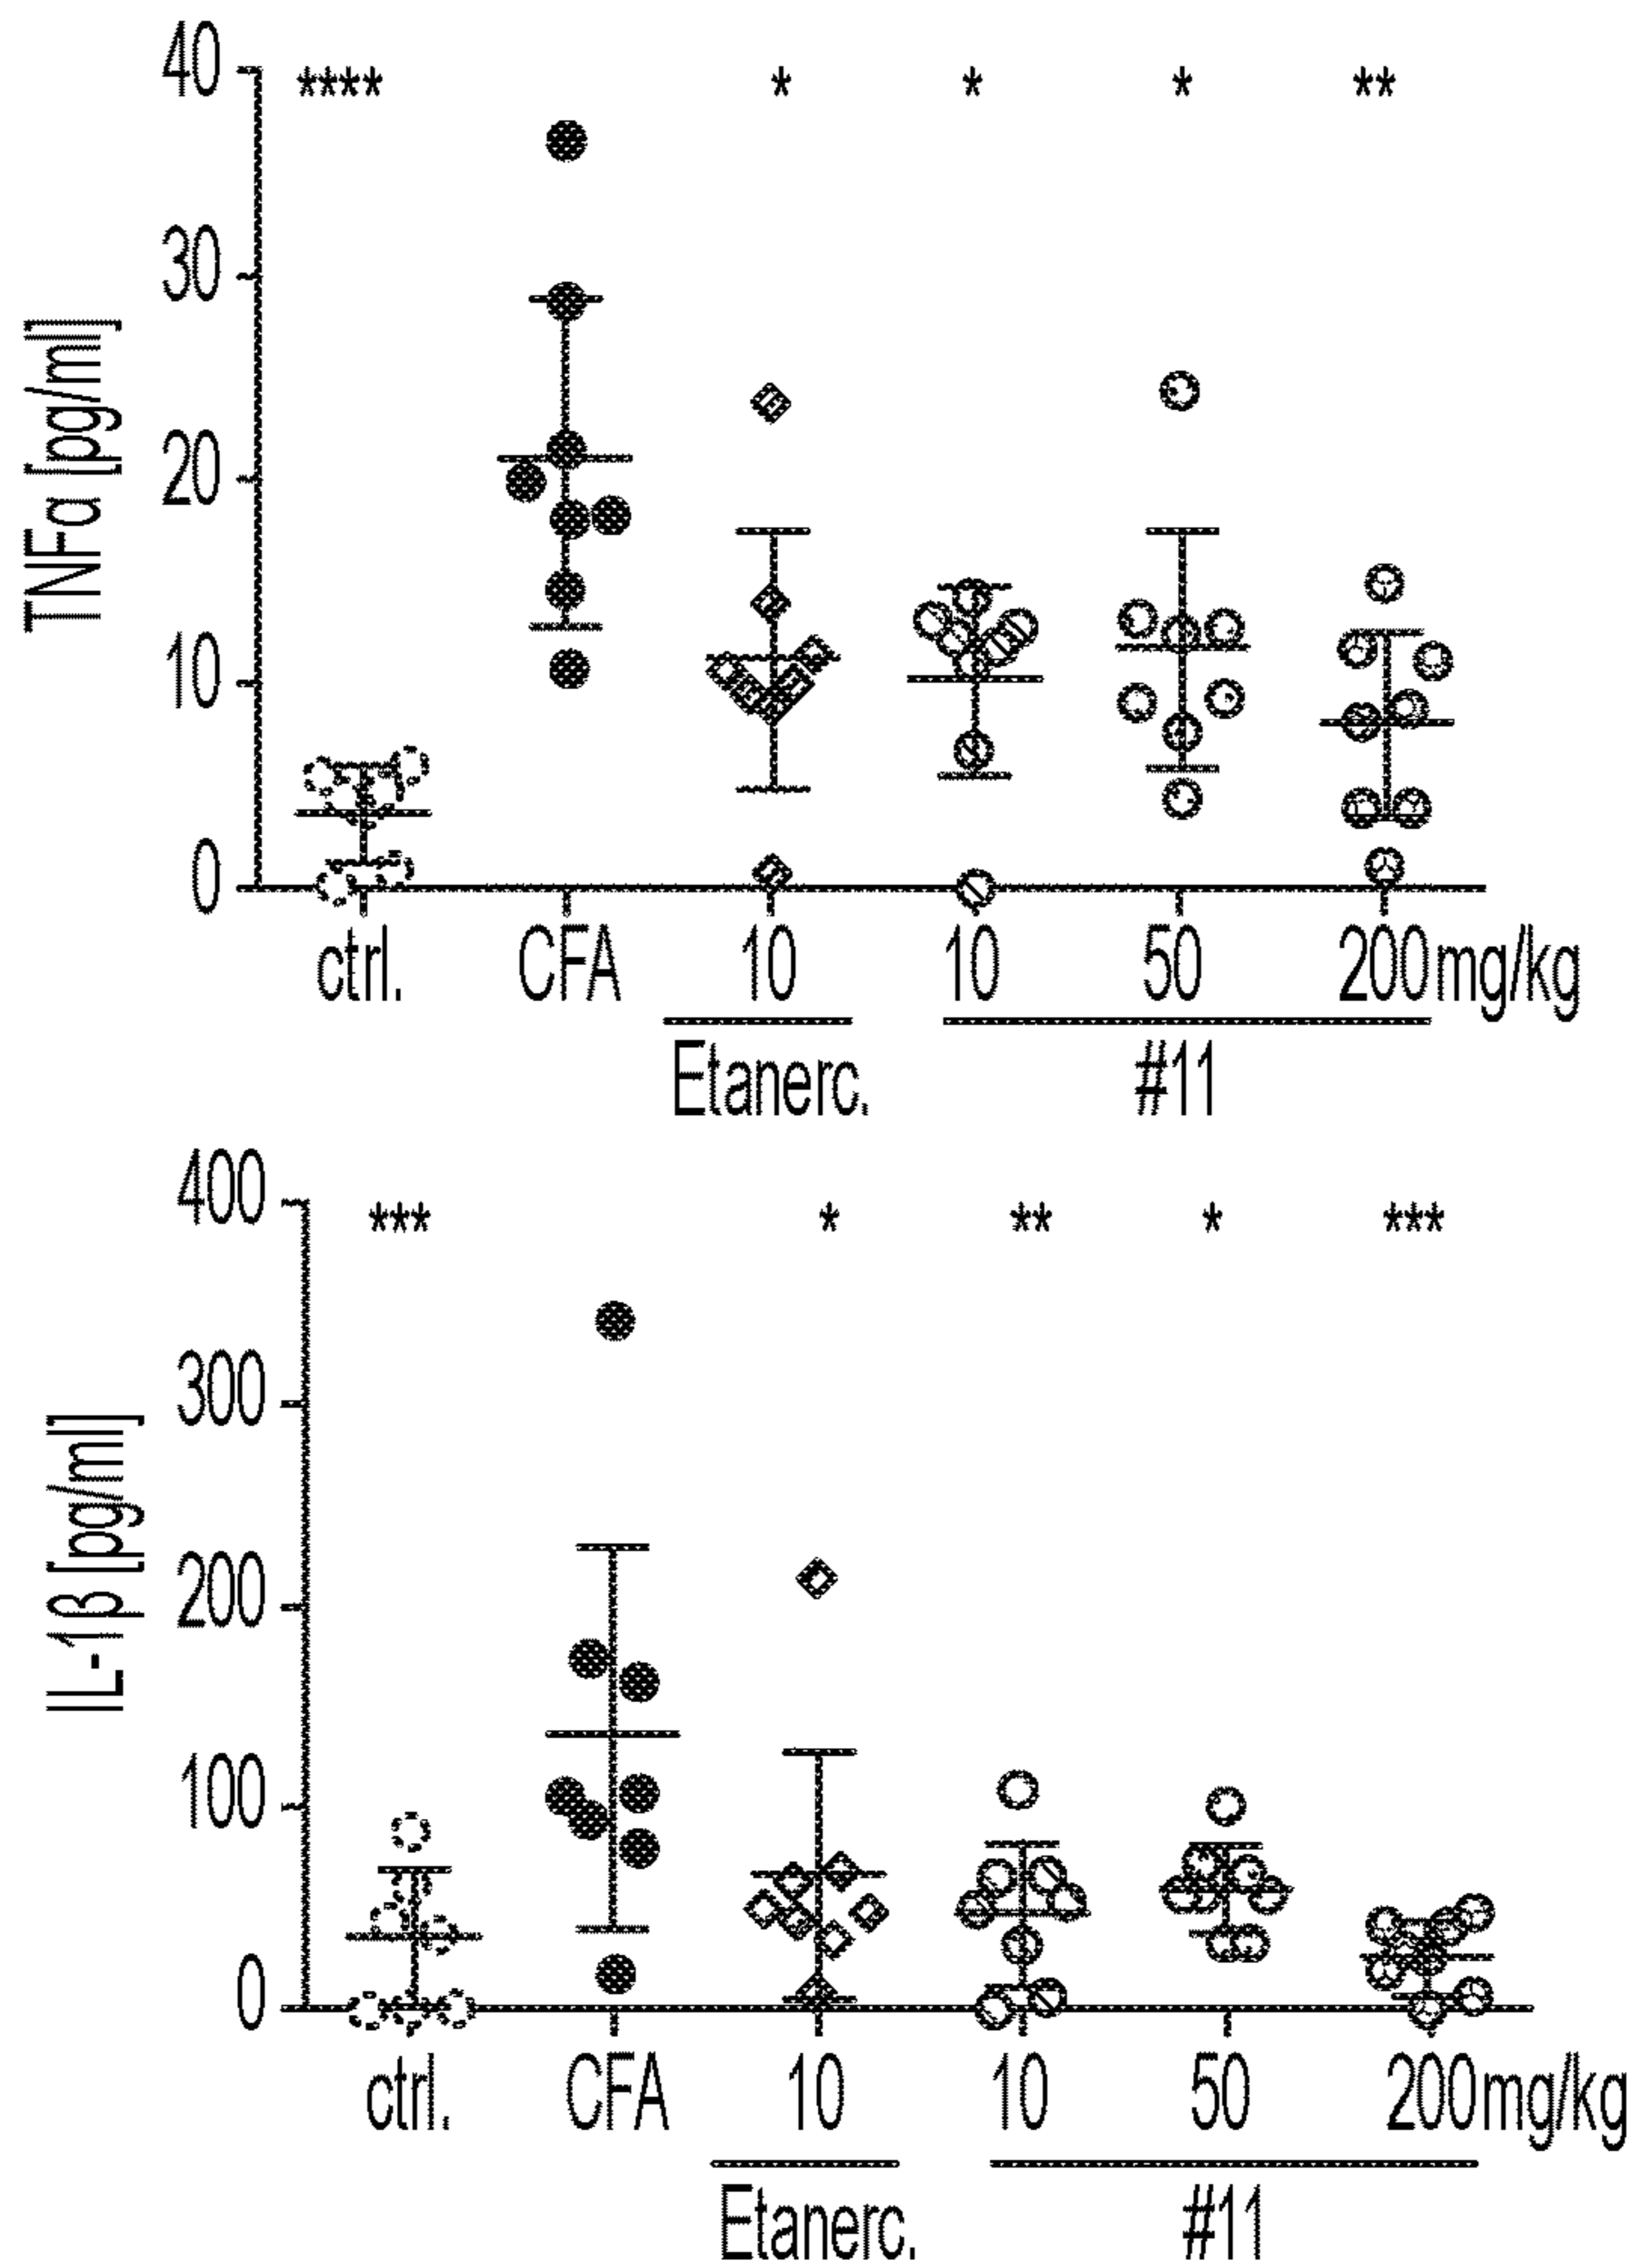 TNFα [pg/ml]
40
30
20
10
0
**** * * * **
ctrl. CFA 10 10 50 200mg/kg
Etanerc. #11
IL-1β [pg/ml]
400
300
200
100
0
*** * ** * ***
ctrl. CFA 10 10 50 200mg/kg
Etanerc. #11